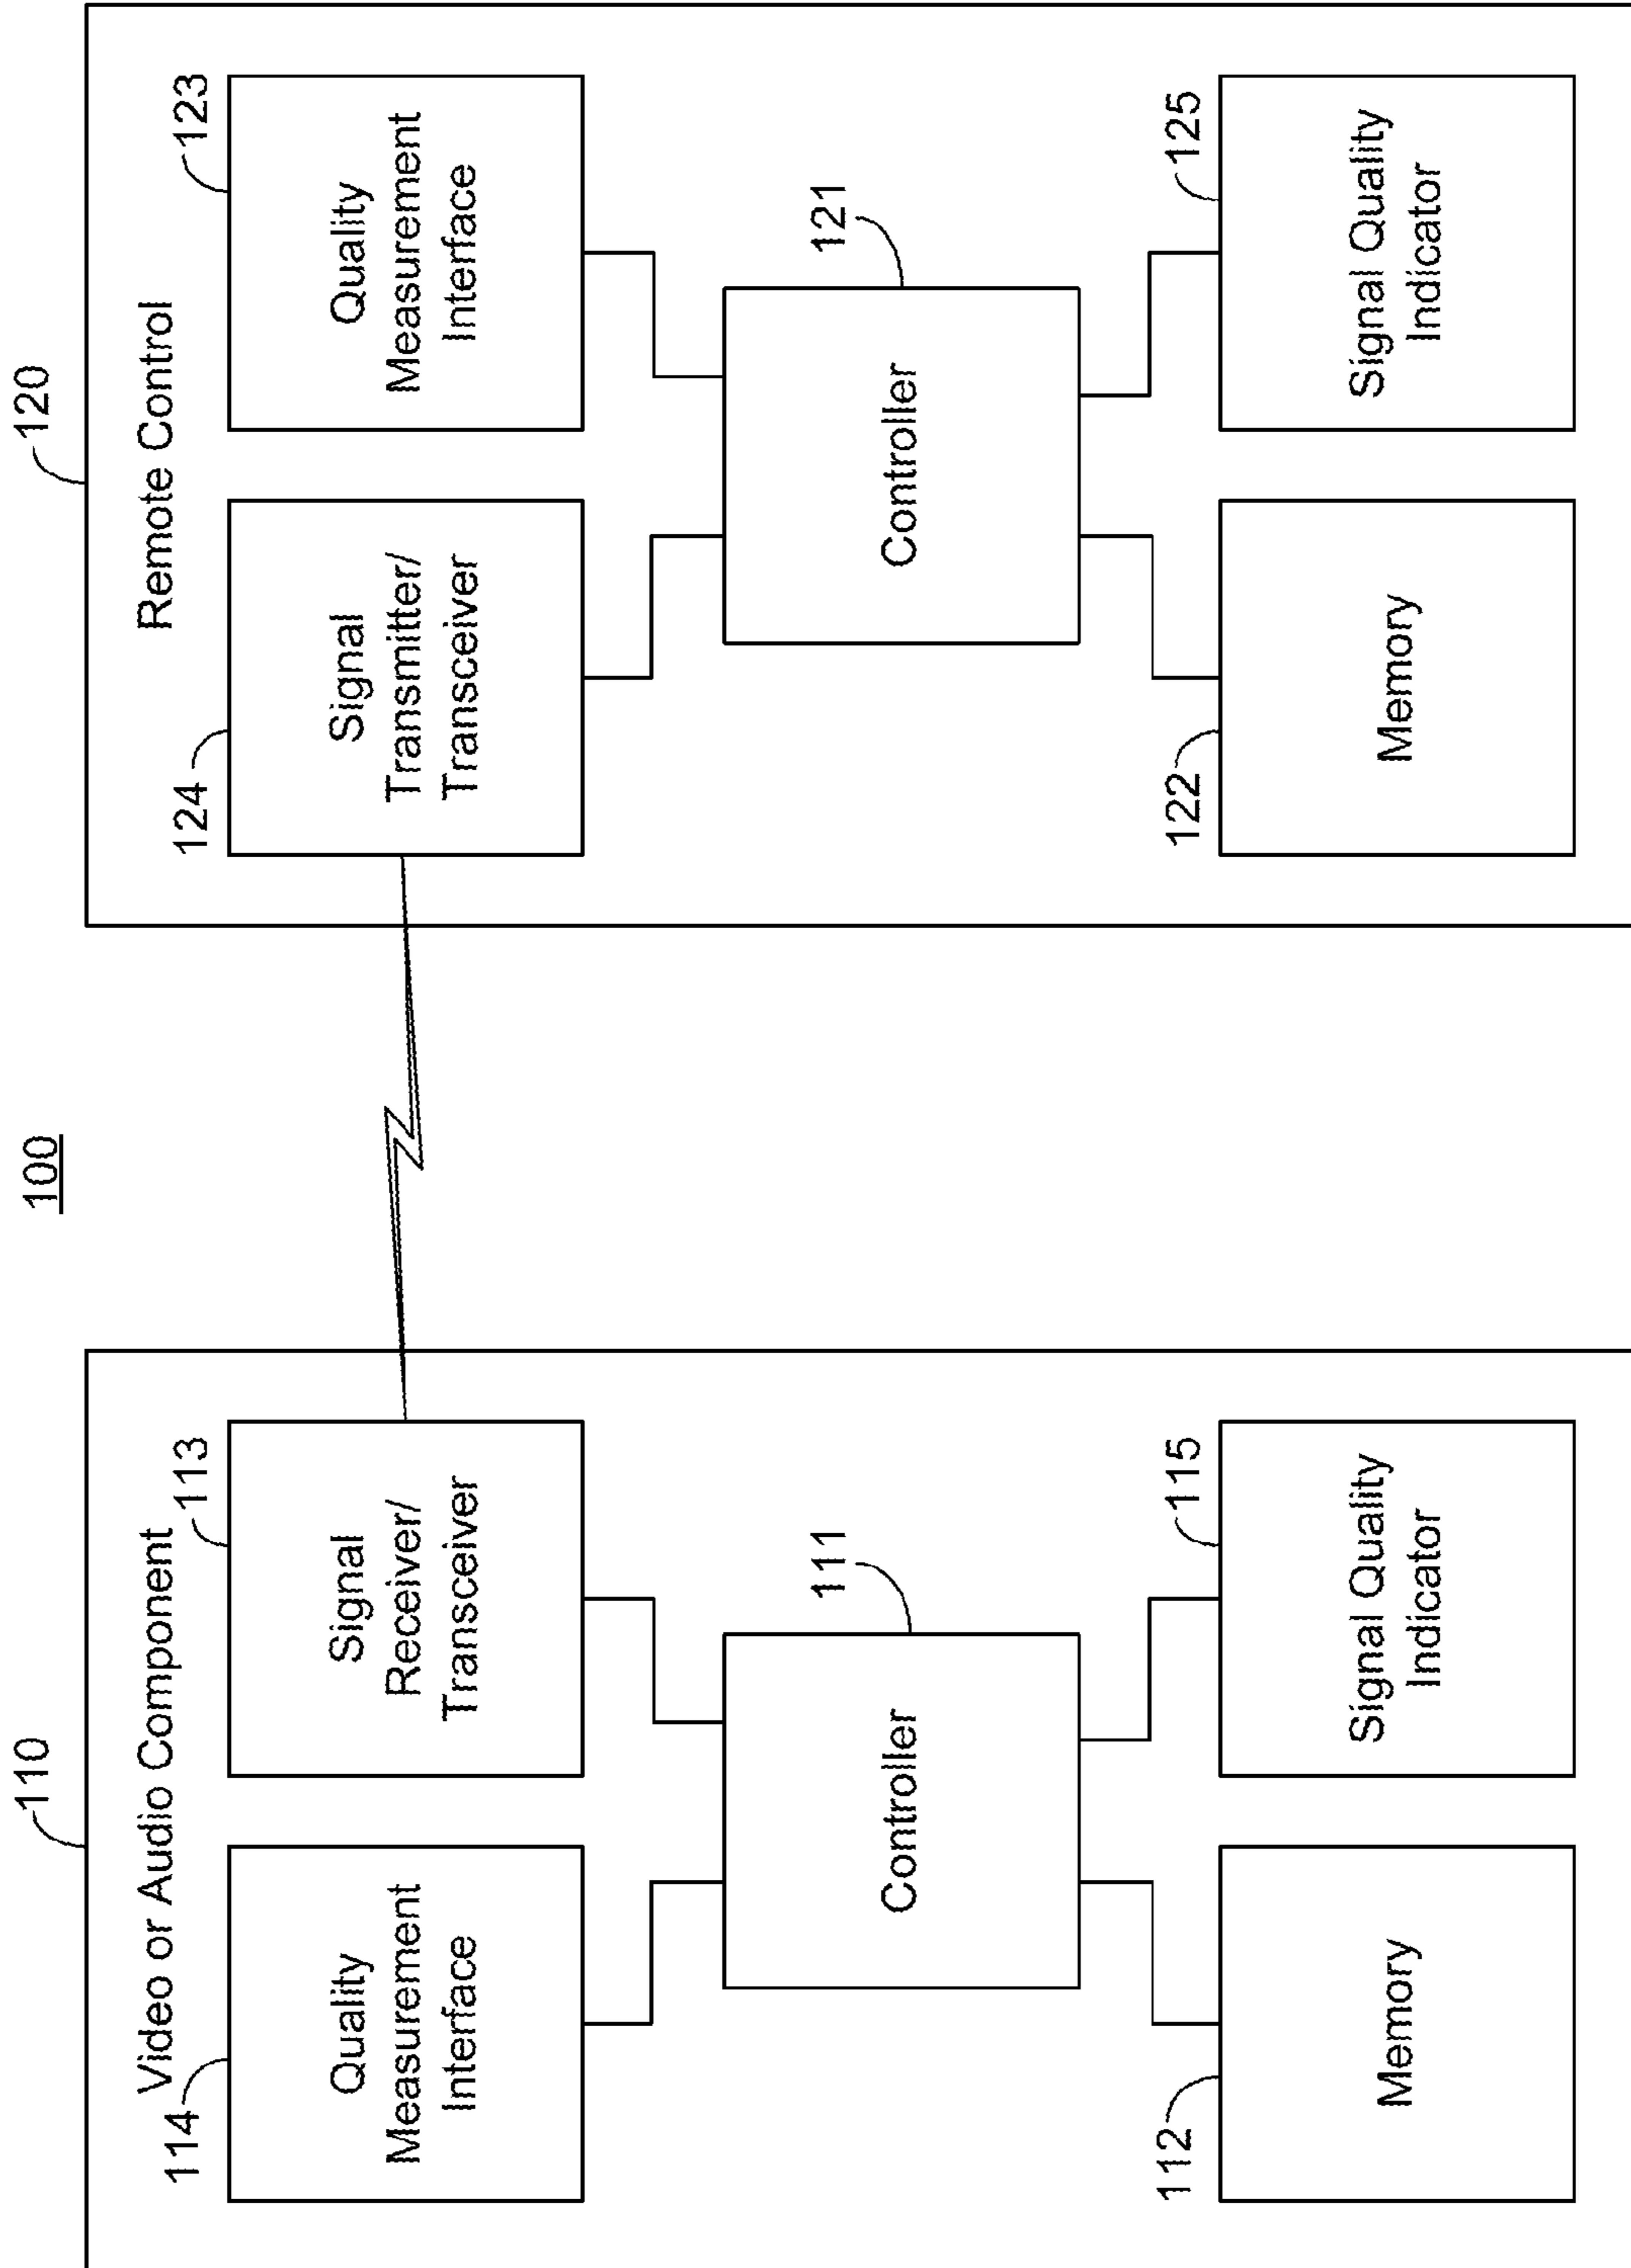 100
110
Video or Audio Component
114
Quality
Measurement
Interface
113
Signal
Receiver/
Transceiver
111
Controller
112
Memory
115
Signal Quality
Indicator
120
Remote Control
124
Signal
Transmitter/
Transceiver
123
Quality
Measurement
Interface
121
Controller
122
Memory
125
Signal Quality
Indicator